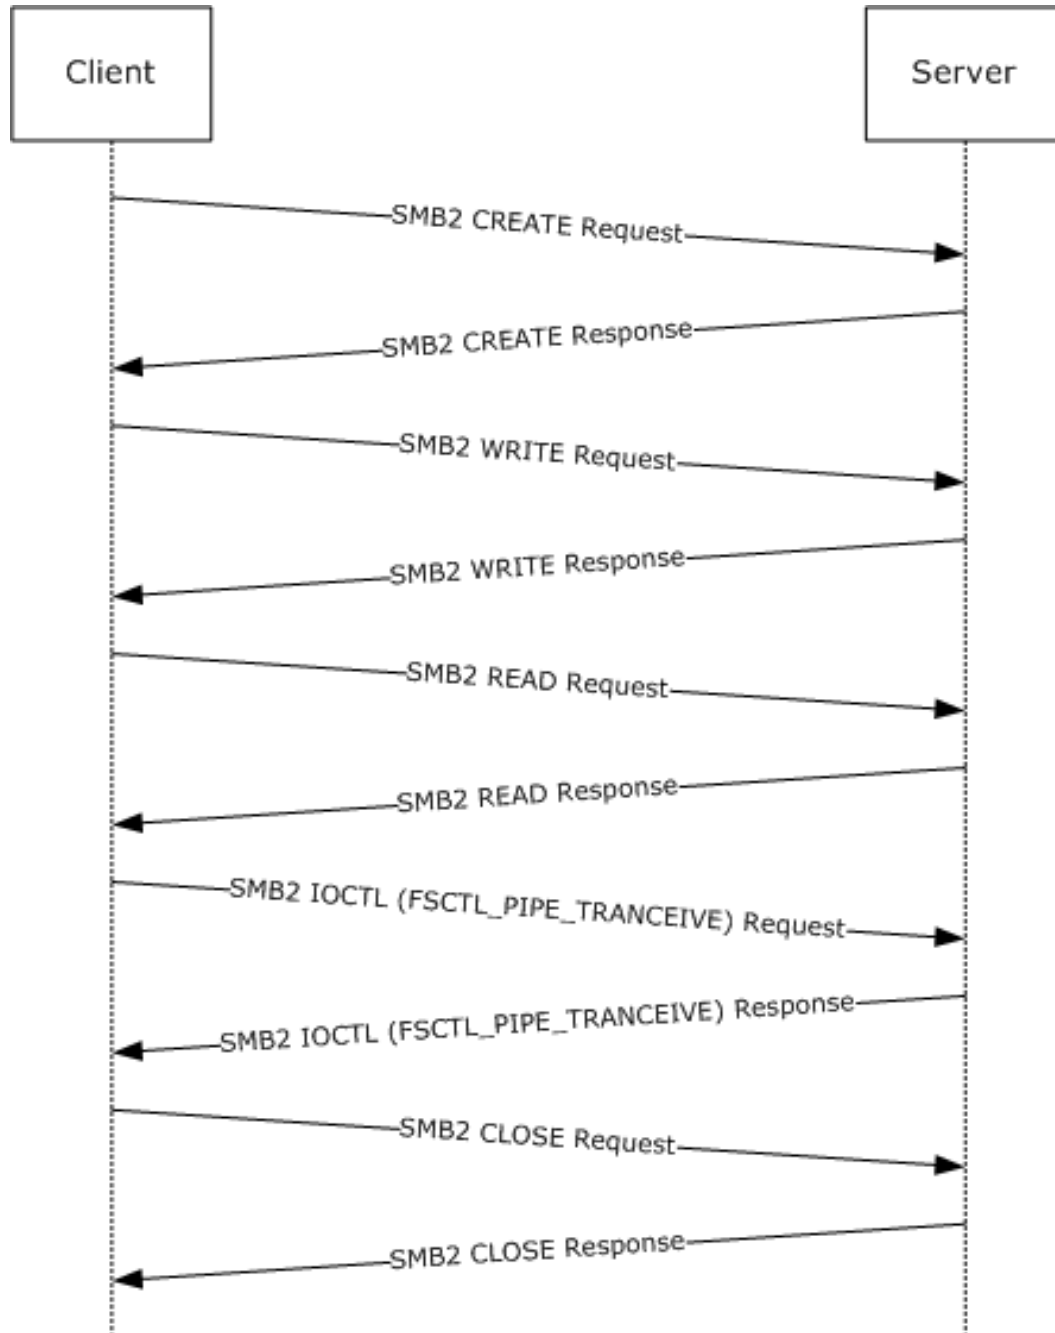 Client
Server
SMB2 CREATE Request
SMB2 CREATE Response
SMB2 WRITE Request
SMB2 WRITE Response
SMB2 READ Request
SMB2 READ Response
SMB2 IOCTL (FSCTL_PIPE_TRANCEIVE) Request
SMB2 IOCTL (FSCTL_PIPE_TRANCEIVE) Response
SMB2 CLOSE Request
SMB2 CLOSE Response